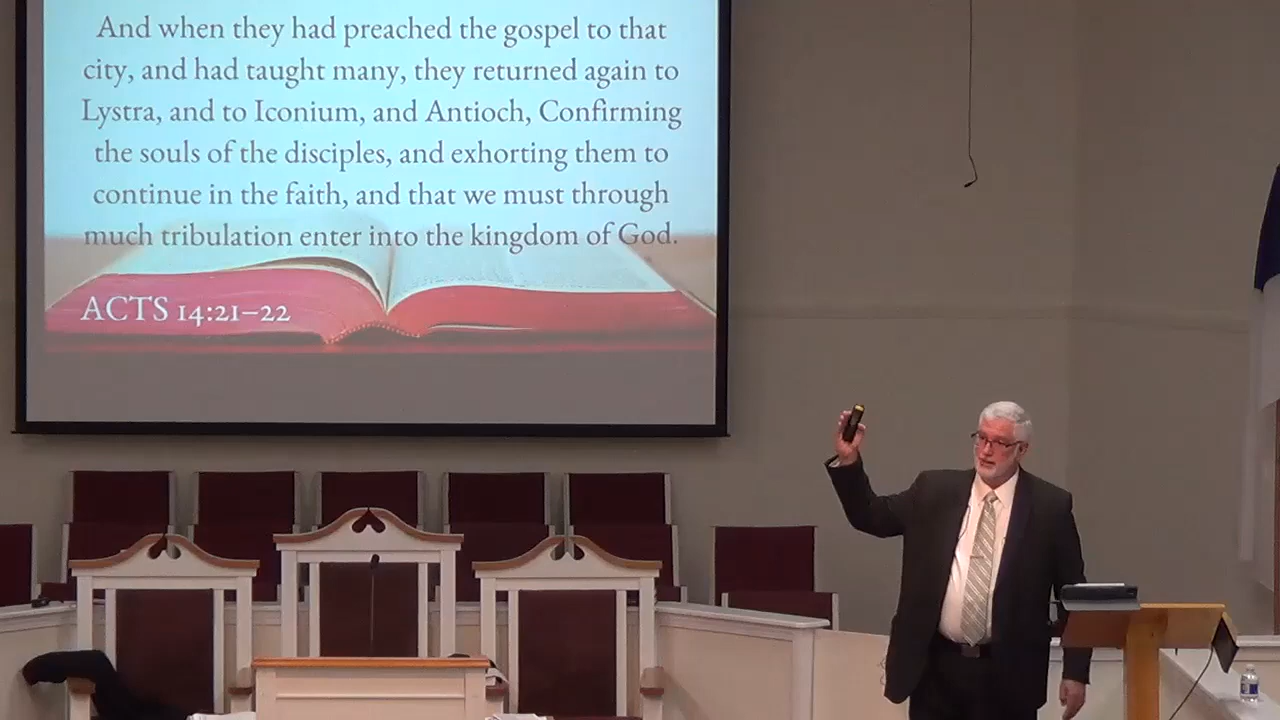 And when they had preached the gospel to that
city, and had taught many, they returned again to
Lystra, and to Iconium, and Antioch, Confirming
the souls of the disciples, and exhorting them to
continue in the faith, and that we must through
much tribulation enter into the kingdom of God.
ACTS 14:21–22